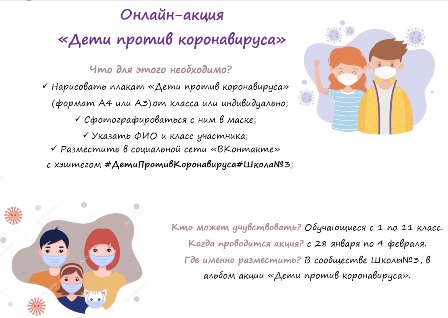 Онлайн-акция
«Дети против коронавируса»
Что для этого необходимо?
✓ Нарисовать плакат «Дети против коронавируса»
(формат А4 или А3)от класса или индивидуально;
✓ Сфотографироваться с ним в маске;
✓ Указать ФИО и класс участника;
✓ Разместить в социальной сети «ВКонтакте»
с хэштегом #ДетиПротивКоронавируса#Школа№3;
Кто может учувствовать? Обучающиеся с 1 по 11 класс.
Когда проводится акция? с 28 января по 4 февраля.
Где именно разместить? В сообществе Школы№3, в
альбом акции «Дети против коронавируса».